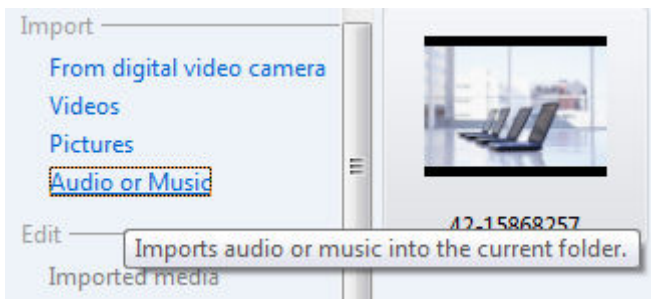 Import
From digital video camera
Videos
Pictures
Audio or Music
42-15868257
Edit
Imports audio or music into the current folder.
Imported media